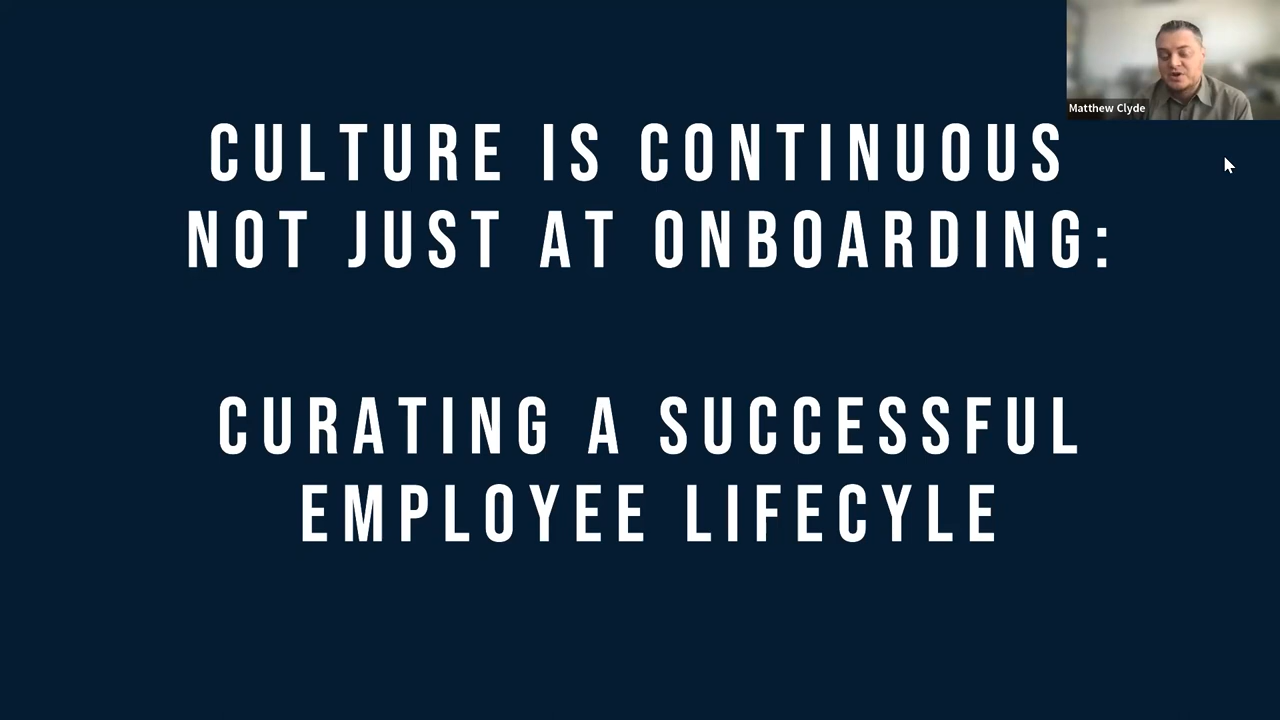 CULTURE IS CONTINUOUS
NOT JUST AT ONBOARDING:
CURATING A SUCCESSFUL
EMPLOYEE LIFECYLE
Matthew Clyde